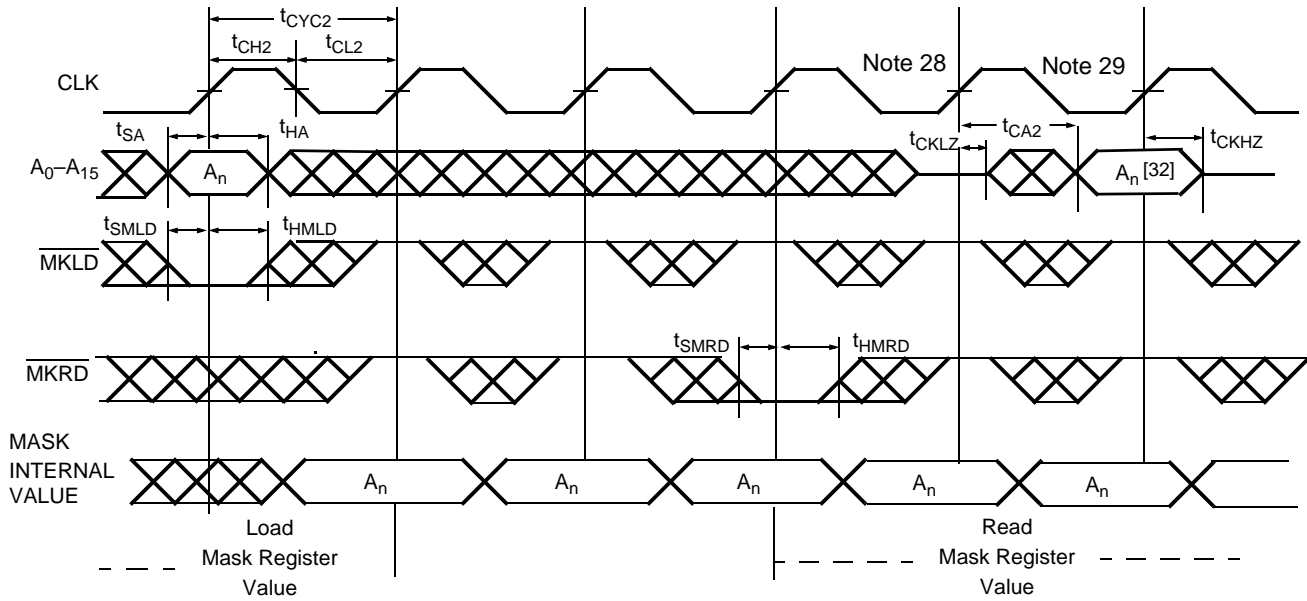 tCYC2
tCH2 tCL2
CLK Note 28 Note 29
tSA tHA tCKLZ tCA2 tCKHZ
A0–A15 An An [32]
tSMLD tHMLD
MKLD
tSMRD tHMRD
MKRD
MASK
INTERNAL
VALUE
An An An An An
Load
Mask Register
Value
Read
Mask Register
Value